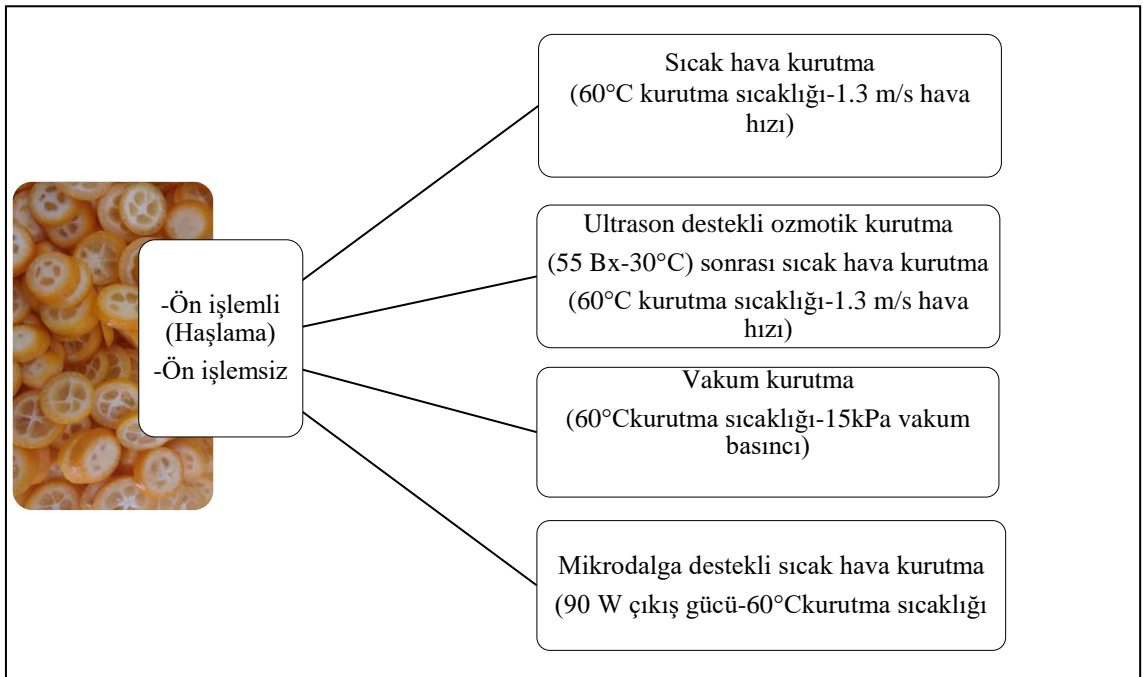 Sıcak hava kurutma
(60°C kurutma sıcaklığı-1.3 m/s hava
hızı)
-Ön işlemli
(Haşlama)
-Ön işlemsiz
Ultrason destekli ozmotik kurutma
(55 Bx-30°C) sonrası sıcak hava kurutma
(60°C kurutma sıcaklığı-1.3 m/s hava
hızı)
Vakum kurutma
(60°Ckurutma sıcaklığı-15kPa vakum
basıncı)
Mikrodalga destekli sıcak hava kurutma
(90 W çıkış gücü-60°Ckurutma sıcaklığı